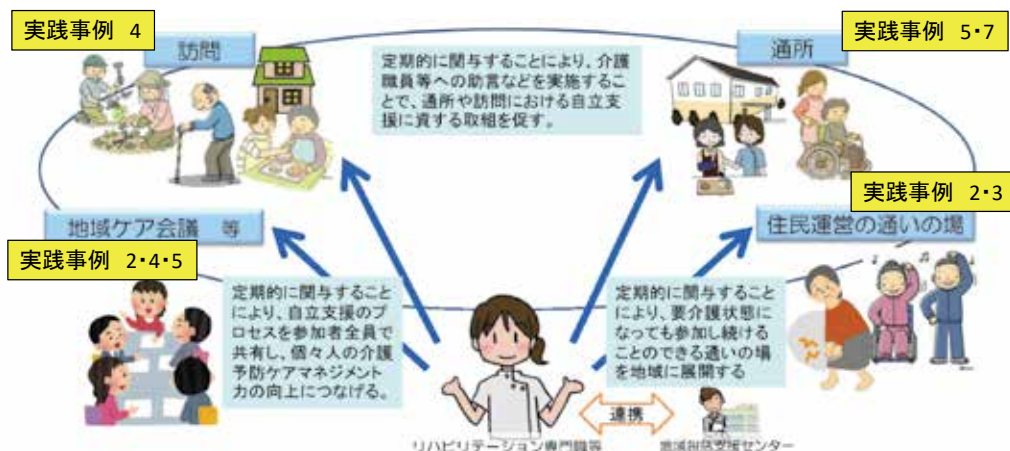 実践事例 4
訪問
定期的に関与することにより、介護
職員等への助言などを実施するこ
とで、通所や訪問における自立支
援に資する取組を促す。
実践事例 5・7
通所
地域ケア会議 等
実践事例 2・4・5
定期的に関与すること
により、自立支援のプ
ロセスを参加者全員で
共有し、個々人の介護
予防ケアマネジメント
力の向上につなげる。
実践事例 2・3
住民運営の通いの場
定期的に関与すること
により、要介護状態に
なっても参加し続ける
ことのできる通いの場
を地域に展開する
連携
リハビリテーション専門職等
地域包括支援センター